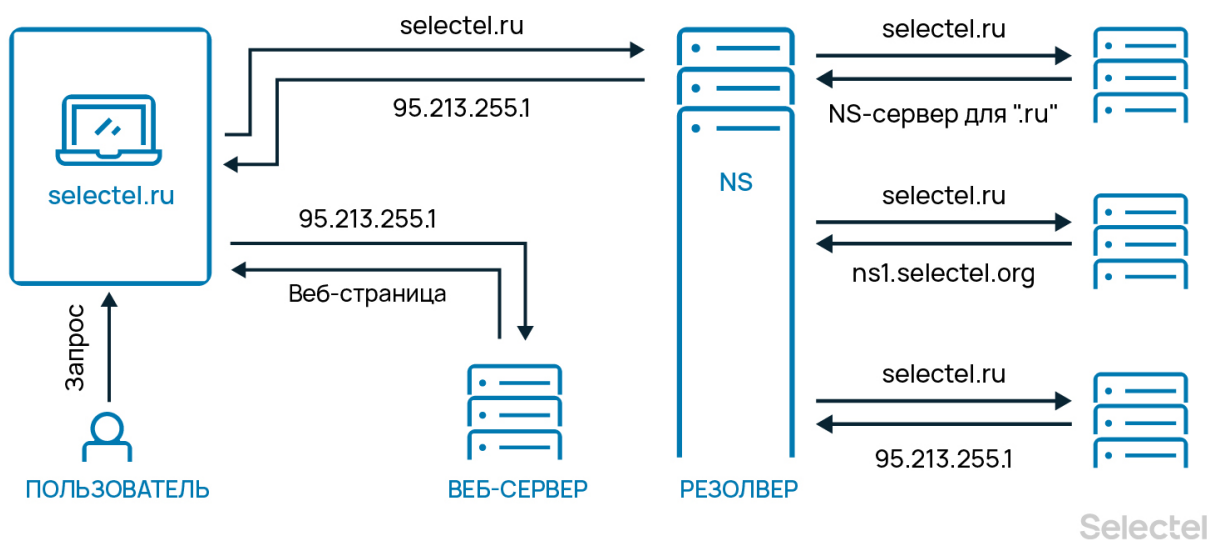 selectel.ru
selectel.ru
95.213.255.1
NS-сервер для ".ru"
selectel.ru
NS
selectel.ru
95.213.255.1
ns1.selectel.org
Веб-страница
Запрос
selectel.ru
95.213.255.1
ПОЛЬЗОВАТЕЛЬ
ВЕБ-СЕРВЕР
РЕЗОЛВЕР
Selectel